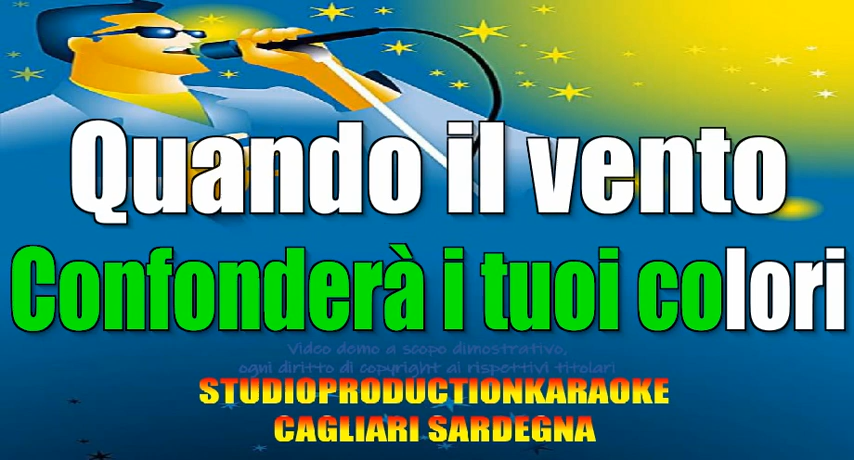 Quando il vento
Confonderà i tuoi colori
Video demo a scopo dimostrativo,
ogni diritto di copyright ai rispettivi titolari
STUDIOPRODUCTIONKARAOKE
CAGLIARI SARDEGNA